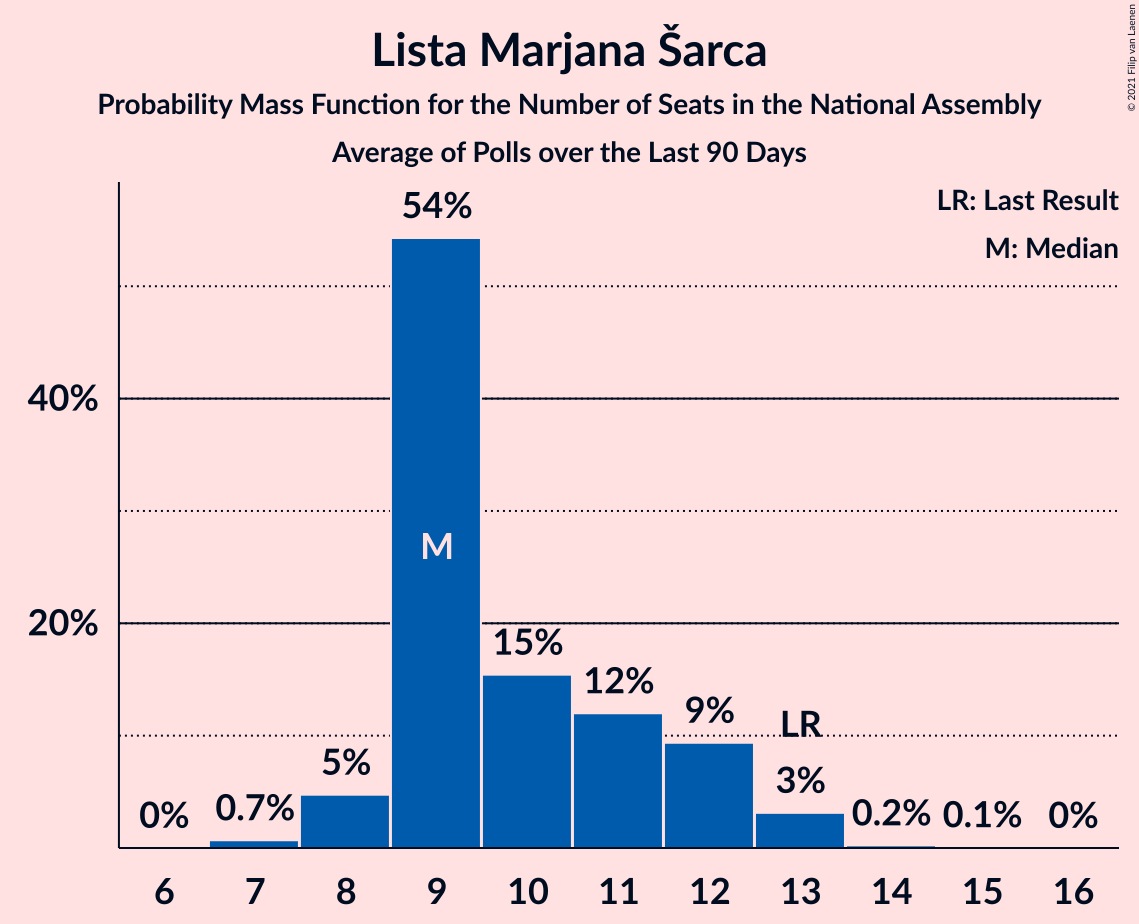 Lista Marjana Šarca
Probability Mass Function for the Number of Seats in the National Assembly
Average of Polls over the Last 90 Days
© 2021 Filip van Laenen
LR: Last Result
M: Median
54%
40%
M
20%
15%
12%
9%
LR
5%
3%
0%
0.7%
0.2%
0.1%
0%
6 7 8 9 10 11 12 13 14 15 16